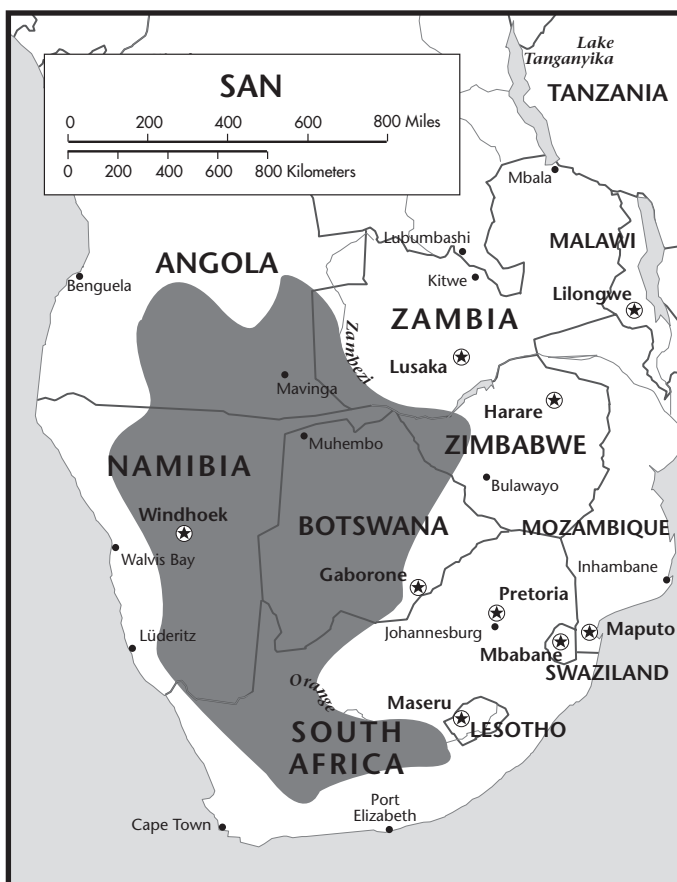 SAN
0 200 400 600 800 Miles
0 200 400 600 800 Kilometers
Lake
Tanganyika
TANZANIA
Mbala
Lubumbashi
MALAWI
ANGOLA
Benguela
Kitwe
Lilongwe
ZAMBIA
Zambezi
Lusaka
Mavinga
Harare
Muhembo
ZIMBABWE
NAMIBIA
Bulawayo
Windhoek
BOTSWANA
MOZAMBIQUE
Walvis Bay
Inhambane
Gaborone
Pretoria
Johannesburg
Maputo
Lüderitz
Mbabane
SWAZILAND
Orange
Maseru
LESOTHO
SOUTH
AFRICA
Port
Elizabeth
Cape Town